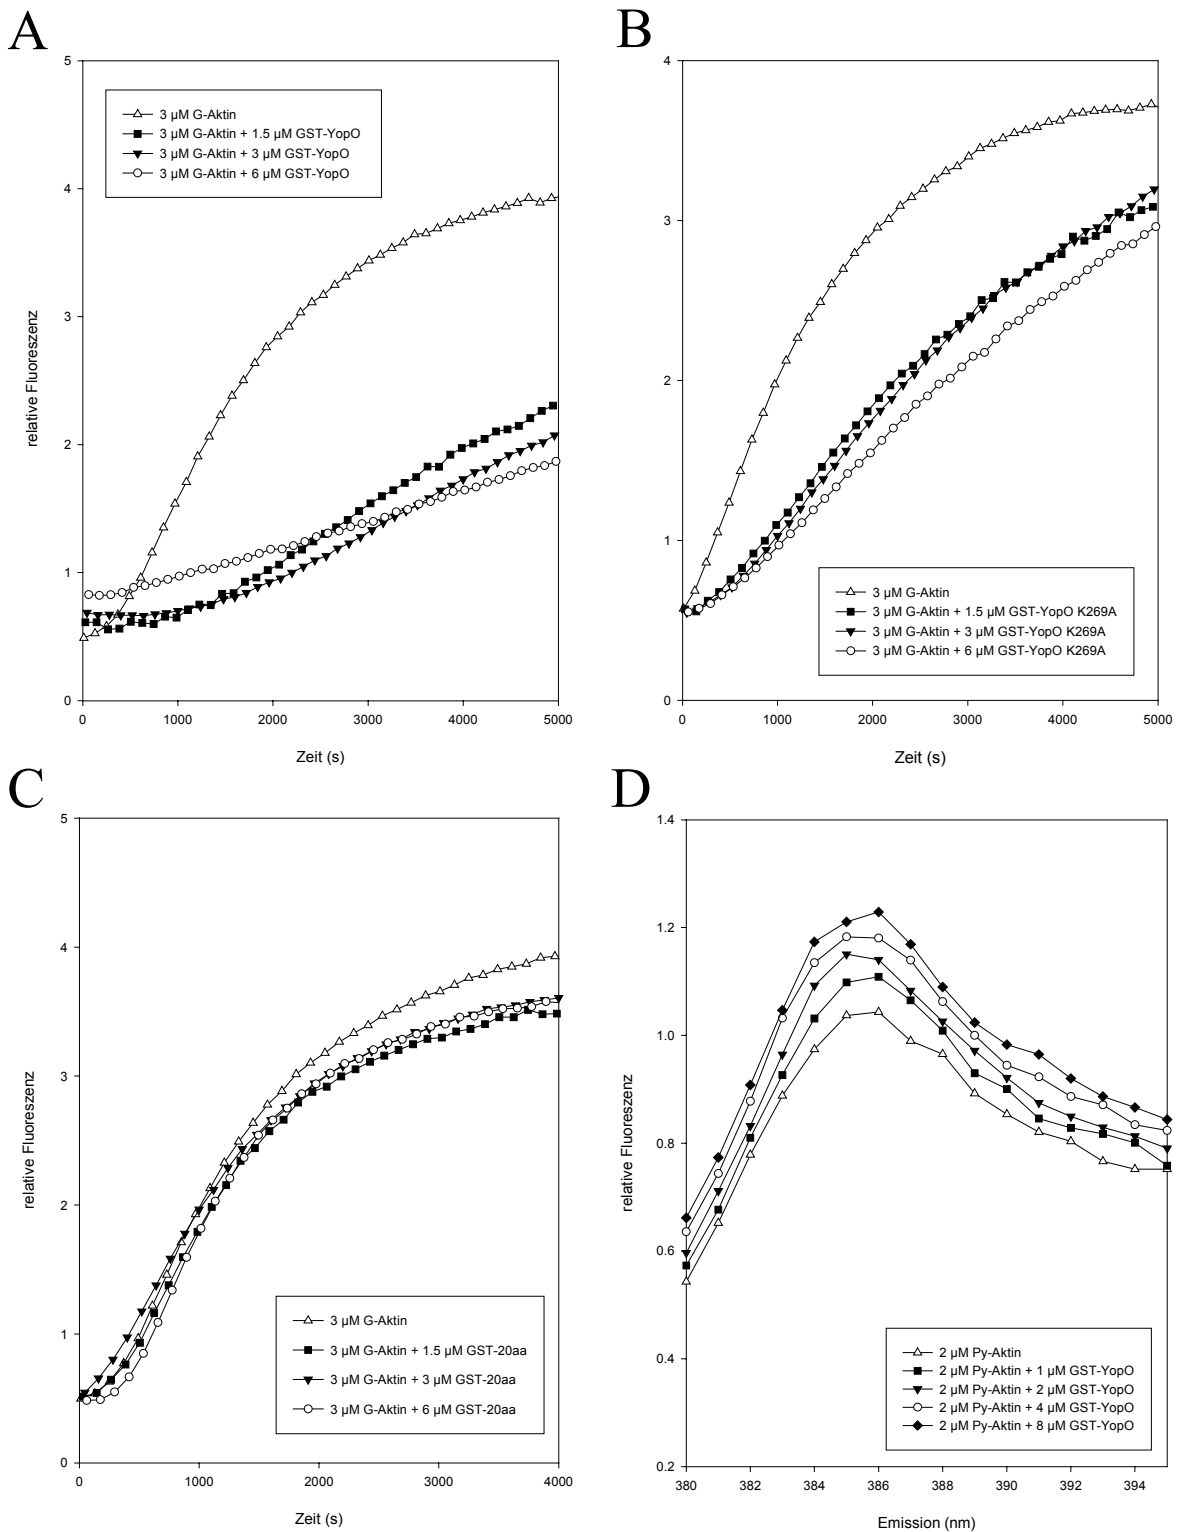 A
relative Fluoreszenz
5
4
3
2
1
0
3 µM G-Aktin
3 µM G-Aktin + 1.5 µM GST-YopO
3 µM G-Aktin + 3 µM GST-YopO
3 µM G-Aktin + 6 µM GST-YopO
0 1000 2000 3000 4000 5000
Zeit (s)
B
4
3
2
1
0
3 µM G-Aktin
3 µM G-Aktin + 1.5 µM GST-YopO K269A
3 µM G-Aktin + 3 µM GST-YopO K269A
3 µM G-Aktin + 6 µM GST-YopO K269A
0 1000 2000 3000 4000 5000
Zeit (s)
C
relative Fluoreszenz
5
4
3
2
1
0
3 µM G-Aktin
3 µM G-Aktin + 1.5 µM GST-20aa
3 µM G-Aktin + 3 µM GST-20aa
3 µM G-Aktin + 6 µM GST-20aa
0 1000 2000 3000 4000
Zeit (s)
D
relative Fluoreszenz
1.4
1.2
1.0
0.8
0.6
0.4
0.2
2 µM Py-Aktin
2 µM Py-Aktin + 1 µM GST-YopO
2 µM Py-Aktin + 2 µM GST-YopO
2 µM Py-Aktin + 4 µM GST-YopO
2 µM Py-Aktin + 8 µM GST-YopO
380 382 384 386 388 390 392 394
Emission (nm)